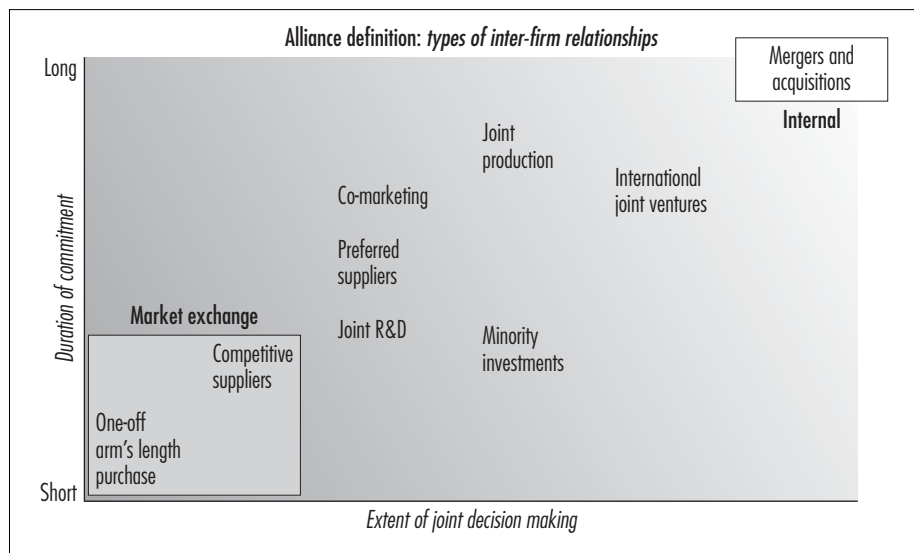 Alliance definition: types of inter-firm relationships
Long
Mergers and
acquisitions
Internal
Joint
production
International
joint ventures
Co-marketing
Preferred
suppliers
Duration of commitment
Market exchange
Joint R&D
Minority
investments
Competitive
suppliers
One-off
arm's length
purchase
Short
Extent of joint decision making